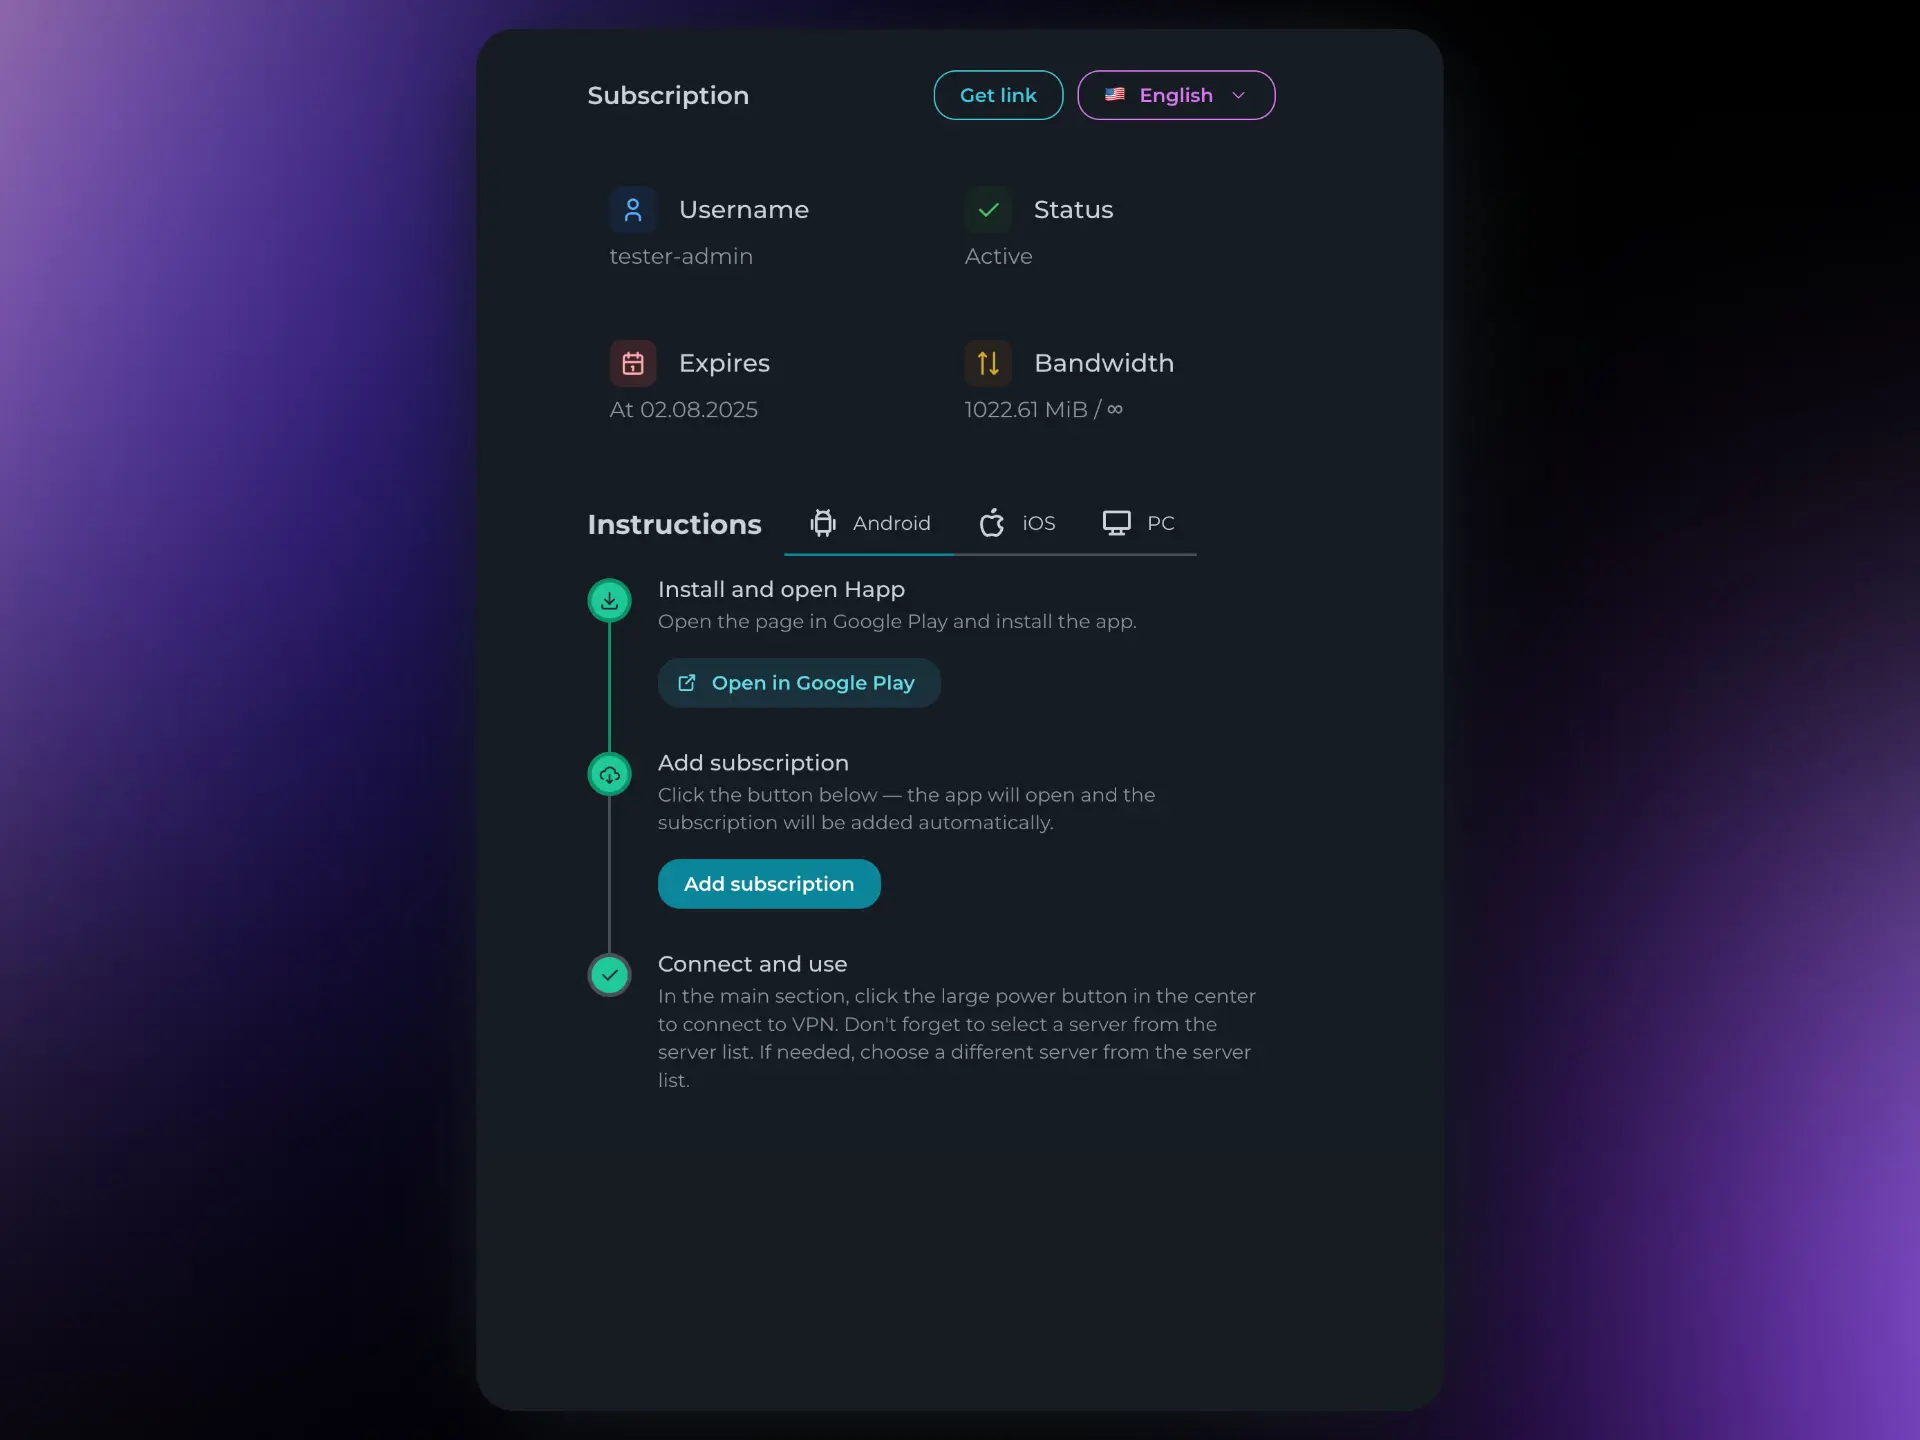 Subscription
Get link
English
Username
tester-admin
Status
Active
Expires
At 02.08.2025
Bandwidth
1022.61 MiB / ∞
Instructions
Android
iOS
PC
Install and open Happ
Open the page in Google Play and install the app.
Open in Google Play
Add subscription
Click the button below — the app will open and the
subscription will be added automatically.
Add subscription
Connect and use
In the main section, click the large power button in the center
to connect to VPN. Don't forget to select a server from the
server list. If needed, choose a different server from the server
list.